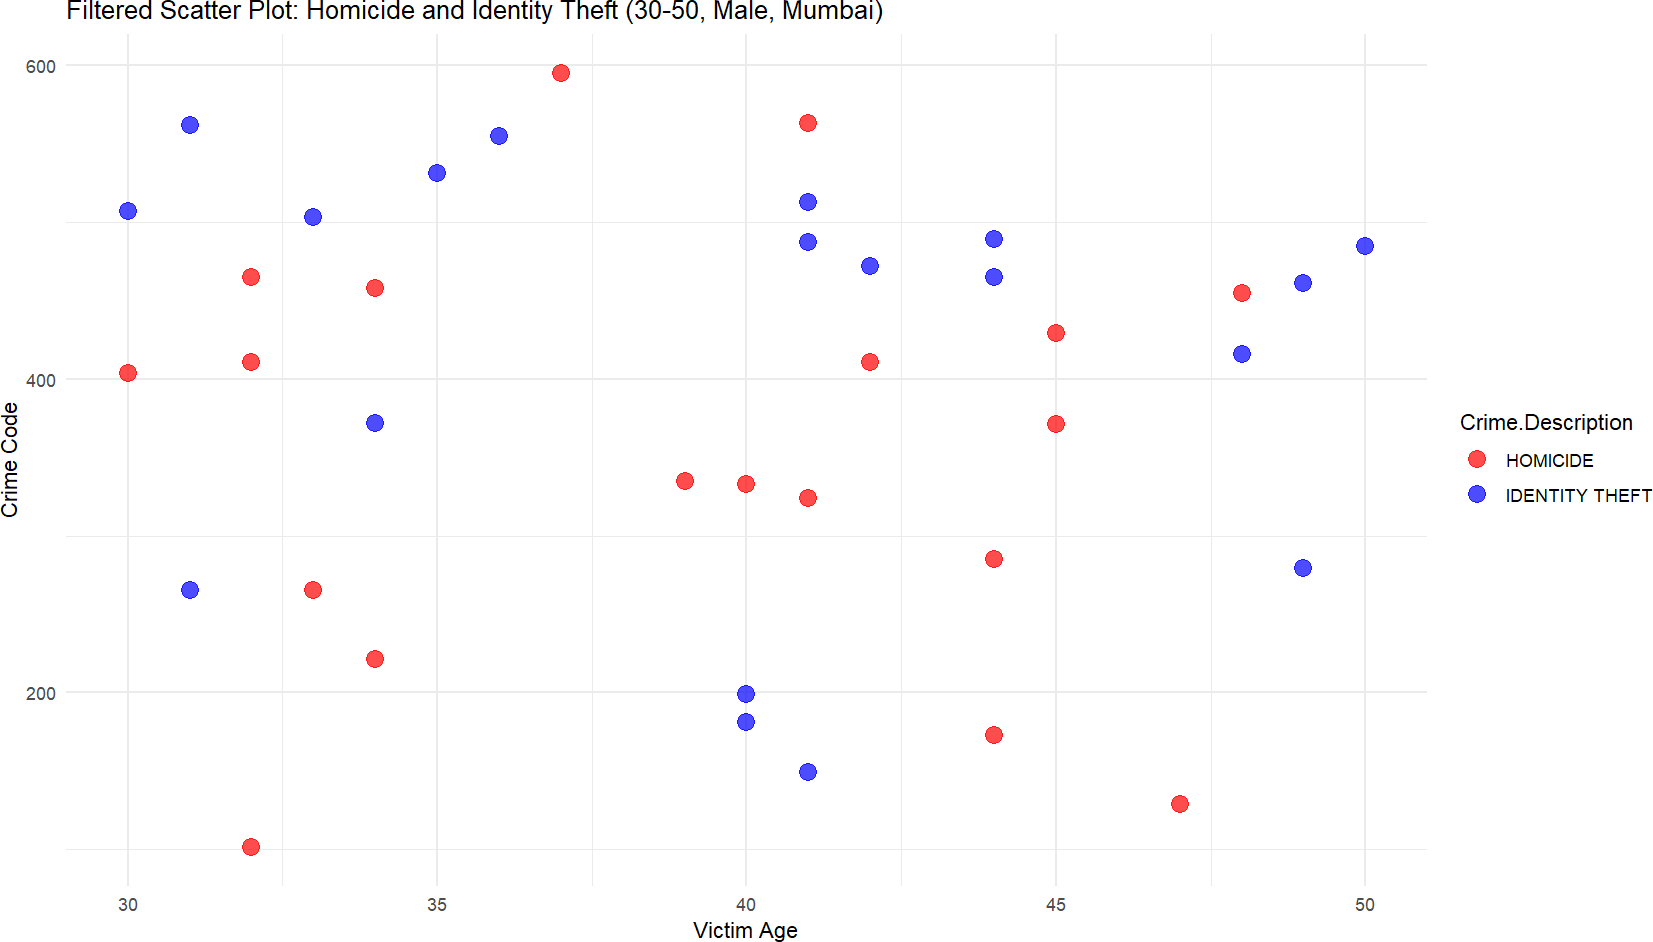 Filtered Scatter Plot: Homicide and Identity Theft (30-50, Male, Mumbai)
600
400
200
Crime Code
30 35 40 45 50
Victim Age
Crime.Description
HOMICIDE
IDENTITY THEFT